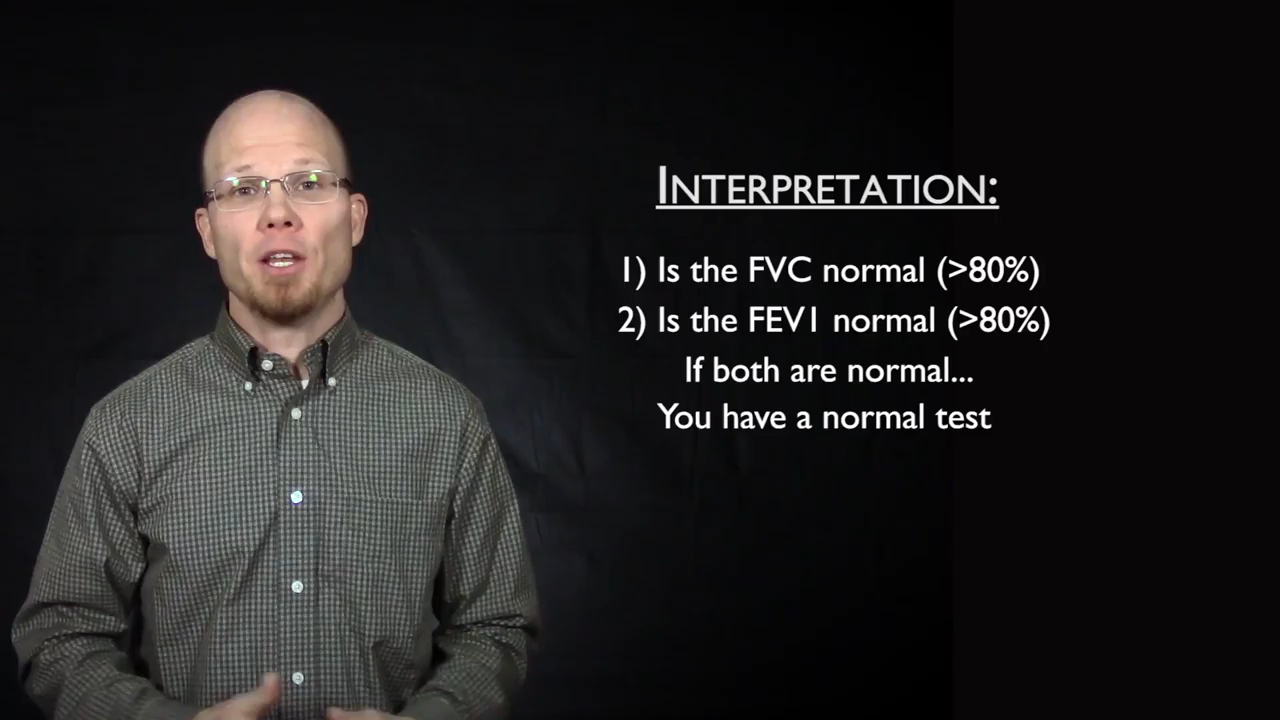 INTERPRETATION:
1) Is the FVC normal (>80%)
2) Is the FEV1 normal (>80%)
If both are normal...
You have a normal test